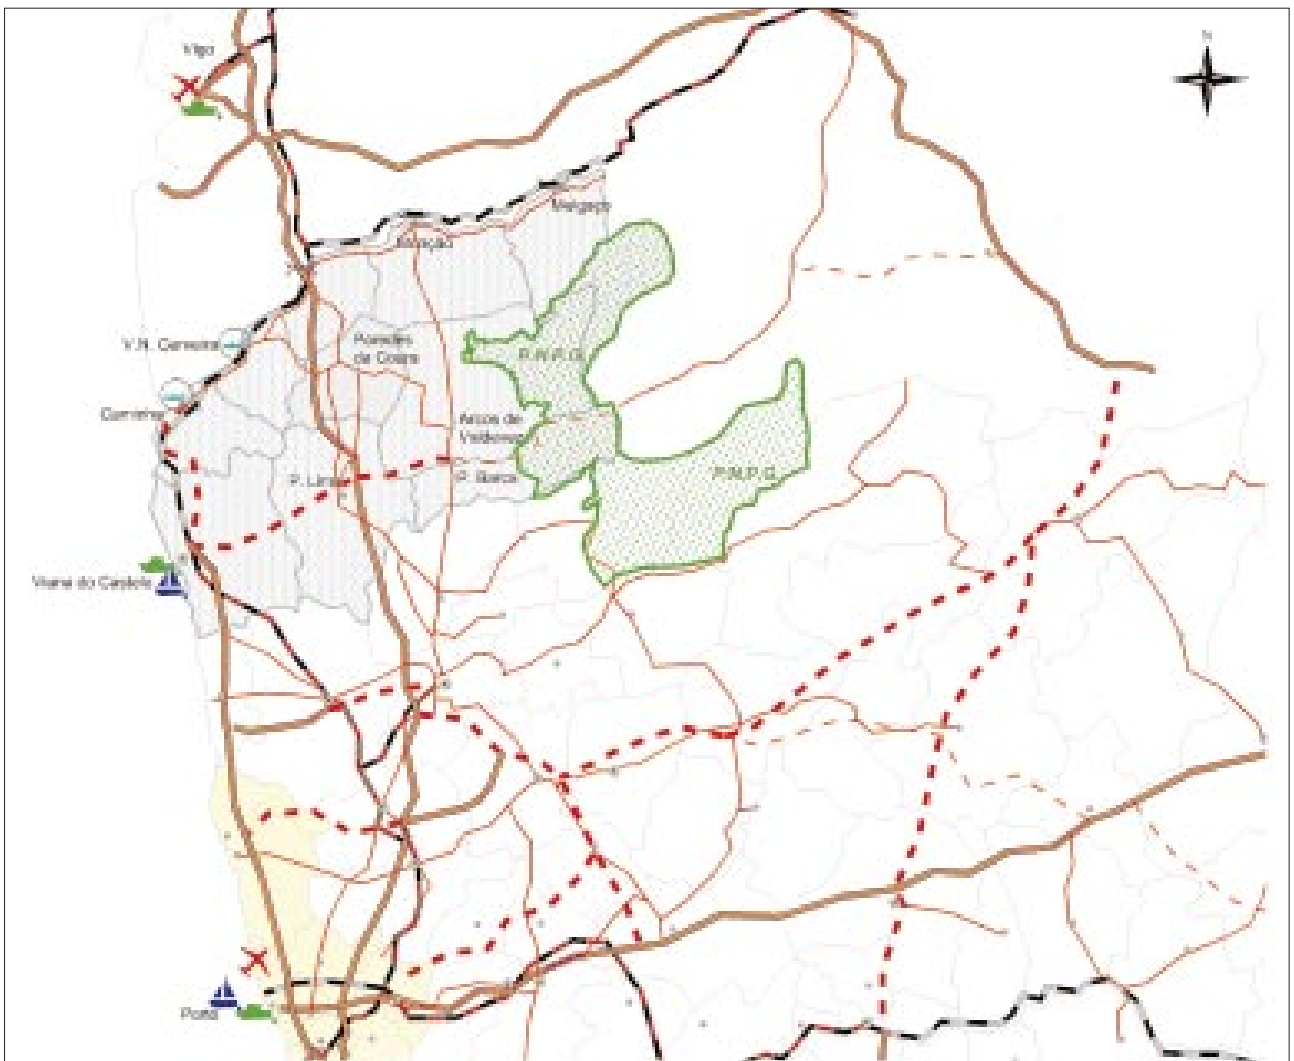 N
Vigo
Melgaço
Monção
V.N. Cerveira
Paredes
de Coura
P.N.P.G.
Caminha
Arcos de
Valdevez
P. Lima
P. Barca
P.N.P.G.
Viana do Castelo
Porto